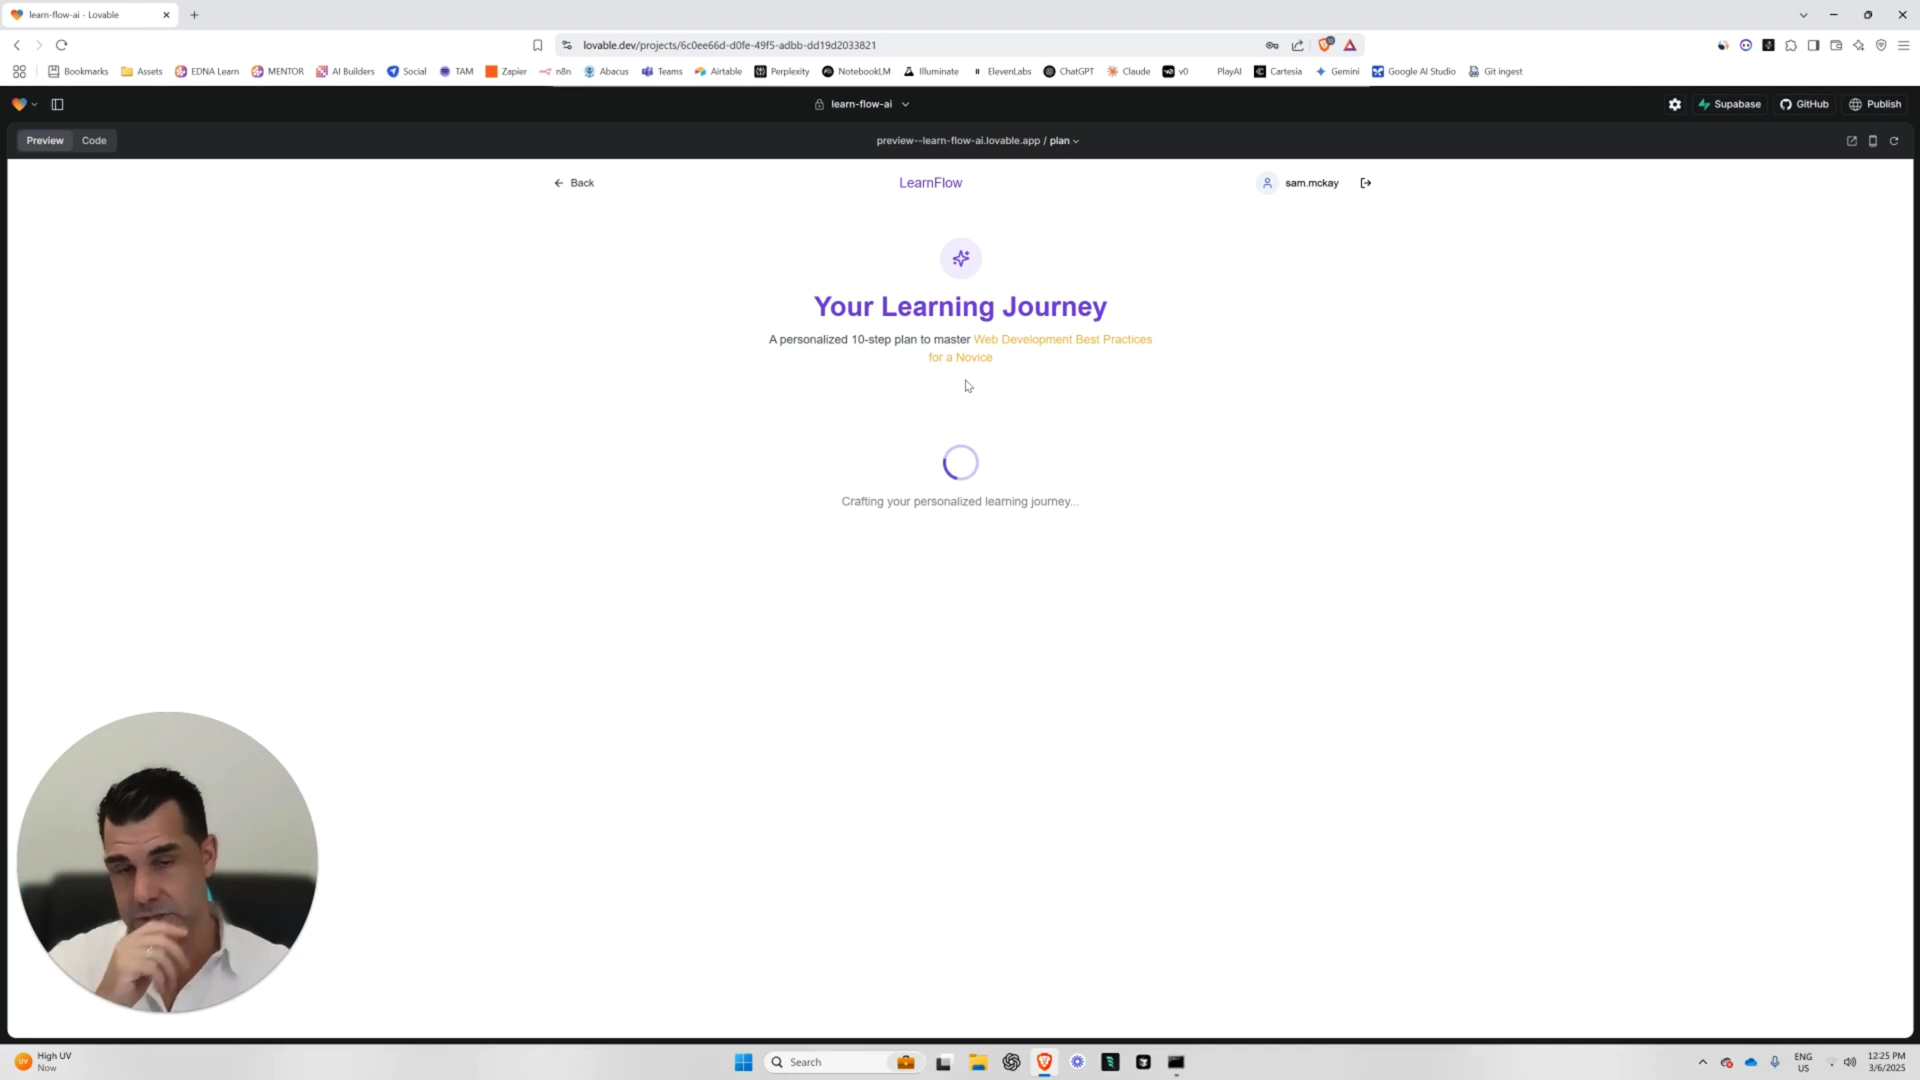 learn-flow-ai - Lovable
lovable.dev/projects/6c0ee66d-d0fe-49f5-adbb-dd19d2033821
Bookmarks Assets EDNA Learn MENTOR AI Builders Social TAM Zapier n8n Abacus Teams Airtable Perplexity NotebookLM Illuminate ElevenLabs ChatGPT Claude v0 PlayAI Cartesia Gemini Google AI Studio Git ingest
learn-flow-ai Supabase GitHub Publish
Preview Code preview--learn-flow-ai.lovable.app / plan
Back LearnFlow sam.mckay
Your Learning Journey
A personalized 10-step plan to master Web Development Best Practices
for a Novice
Crafting your personalized learning journey...
High UV
Now
Search
ENG
US
12:25 PM
3/6/2025